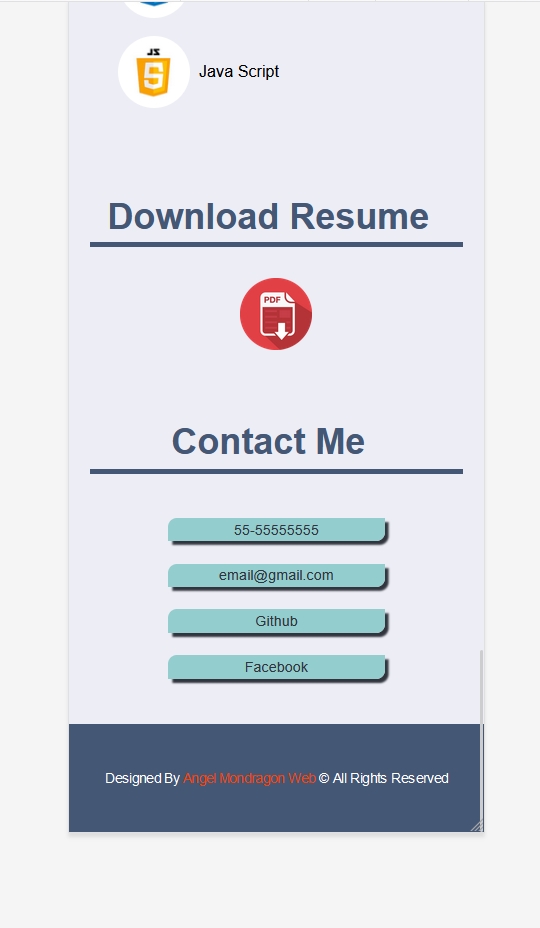 JS
5
Java Script
Download Resume
PDF
Contact Me
55-55555555
email@gmail.com
Github
Facebook
Designed By Angel Mondragon Web © All Rights Reserved